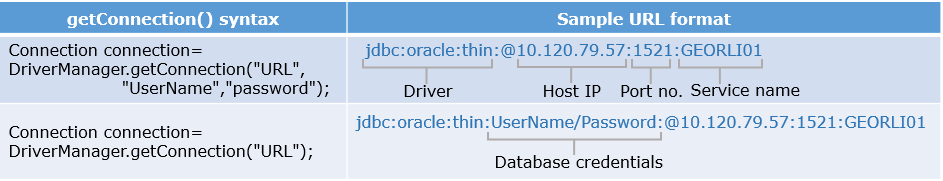 getConnection() syntax
Sample URL format
Connection connection=
DriverManager.getConnection("URL",
"UserName","password");
jdbc:oracle:thin:@10.120.79.57:1521:GEORLI01
Driver
Host IP
Port no.
Service name
Connection connection=
DriverManager.getConnection("URL");
jdbc:oracle:thin:UserName/Password:@10.120.79.57:1521:GEORLI01
Database credentials